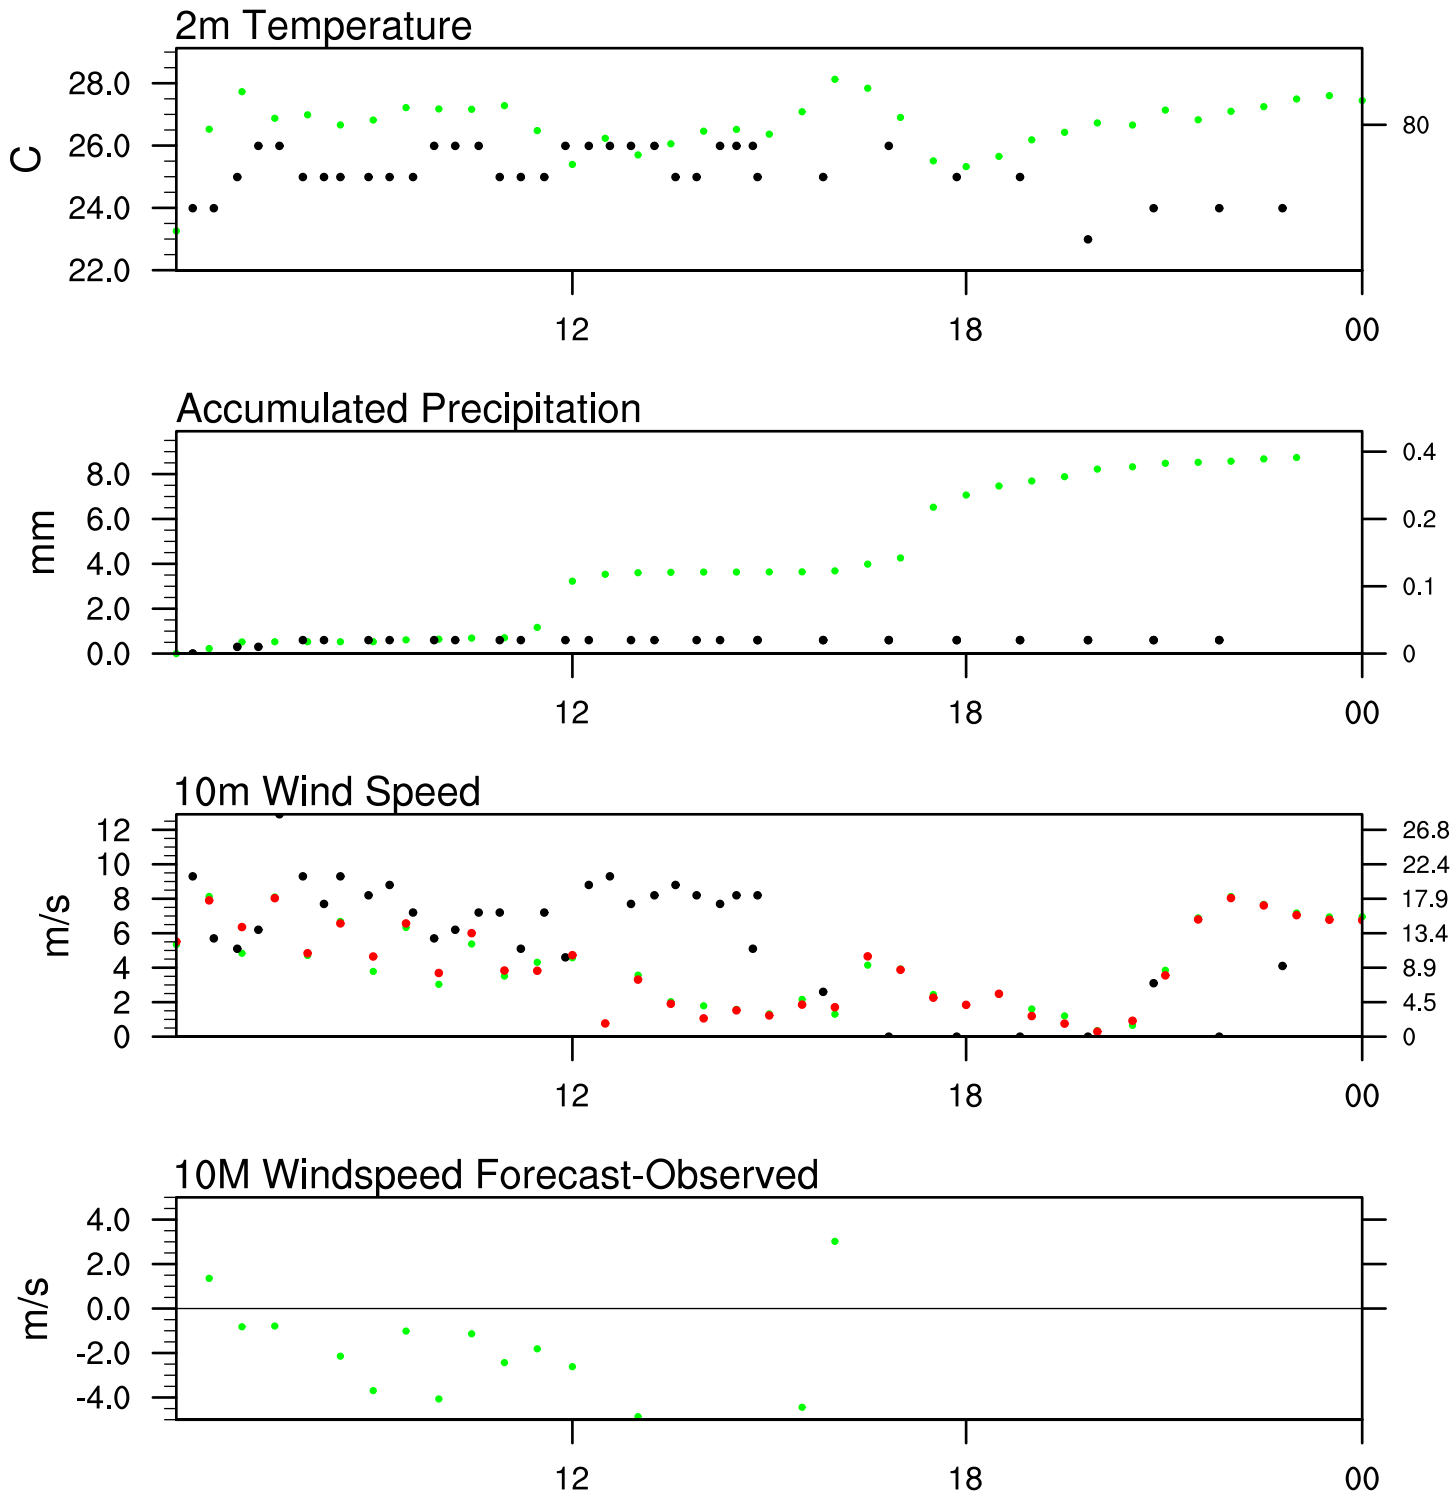 2m Temperature
28.0
26.0
24.0
22.0
C
80
12 18 00
Accumulated Precipitation
8.0
6.0
4.0
2.0
0.0
mm
0.4
0.2
0.1
0
12 18 00
10m Wind Speed
12
10
8
6
4
2
0
m/s
26.8
22.4
17.9
13.4
8.9
4.5
0
12 18 00
10M Windspeed Forecast-Observed
4.0
2.0
0.0
-2.0
-4.0
m/s
12 18 00